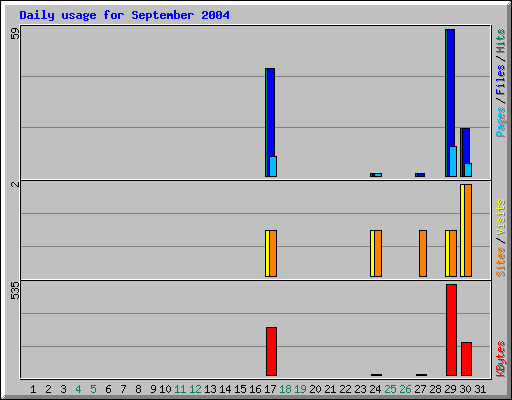 Daily usage for September 2004
59
2
535
Pages / Files / Hits
Sites / Visits
KBytes
1 2 3 4 5 6 7 8 9 10 11 12 13 14 15 16 17 18 19 20 21 22 23 24 25 26 27 28 29 30 31